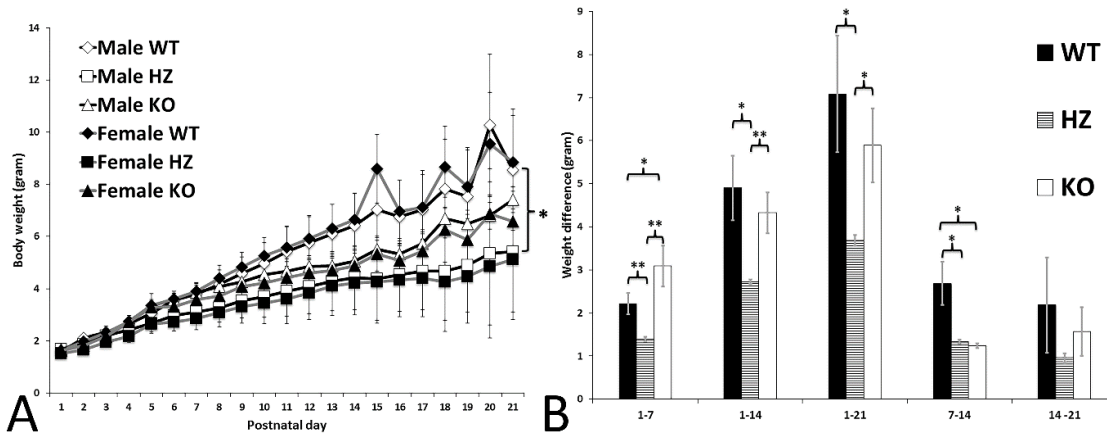 14
12
10
8
6
4
2
0
Body weight (gram)
Male WT
Male HZ
Male KO
Female WT
Female HZ
Female KO
*
1 2 3 4 5 6 7 8 9 10 11 12 13 14 15 16 17 18 19 20 21
Postnatal day
A
9
8
7
6
5
4
3
2
1
0
Weight difference (gram)
* ** **
* **
* *
* *
WT
HZ
KO
1-7 1-14 1-21 7-14 14 -21
B